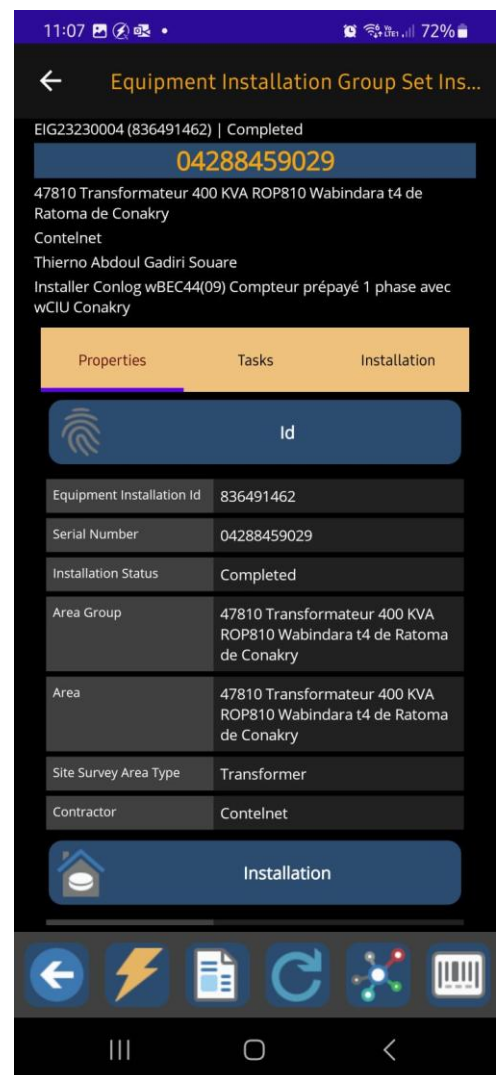 11:07
72%
Equipment Installation Group Set Ins...
EIG23230004 (836491462) | Completed
04288459029
47810 Transformateur 400 KVA ROP810 Wabindara t4 de
Ratoma de Conakry
Contelnet
Thierno Abdoul Gadiri Souare
Installer Conlog wBEC44(09) Compteur prépayé 1 phase avec
wCIU Conakry
Properties Tasks Installation
Id
Equipment Installation Id 836491462
Serial Number 04288459029
Installation Status Completed
Area Group 47810 Transformateur 400 KVA
ROP810 Wabindara t4 de Ratoma
de Conakry
Area 47810 Transformateur 400 KVA
ROP810 Wabindara t4 de Ratoma
de Conakry
Site Survey Area Type Transformer
Contractor Contelnet
Installation